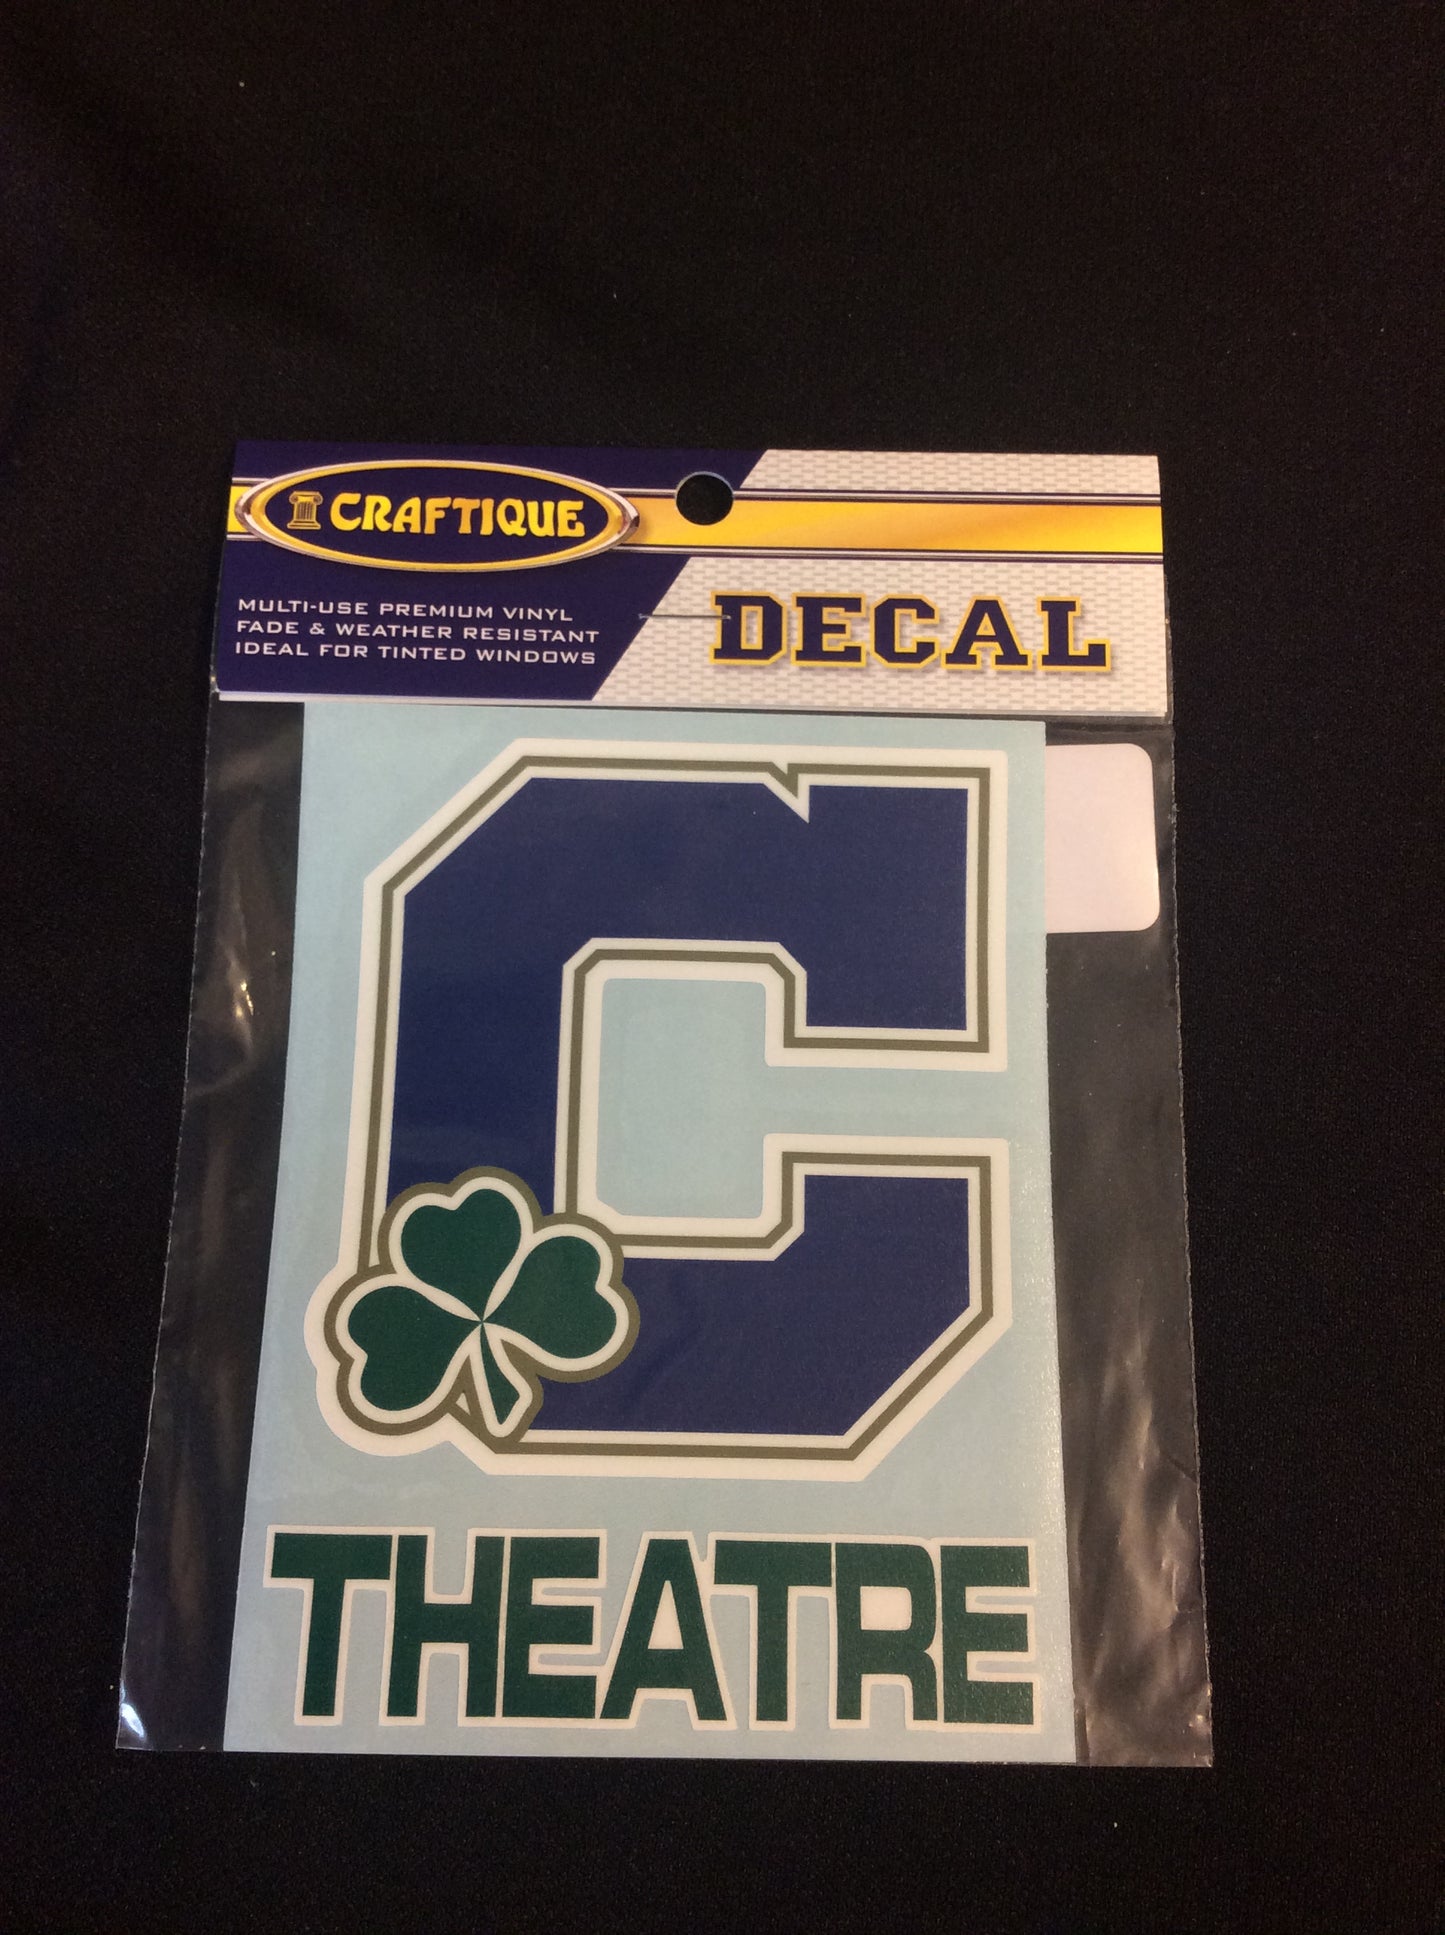 CRAFTIQUE
MULTI-USE PREMIUM VINYL
FADE & WEATHER RESISTANT
IDEAL FOR TINTED WINDOWS
DECAL
C
THEATRE